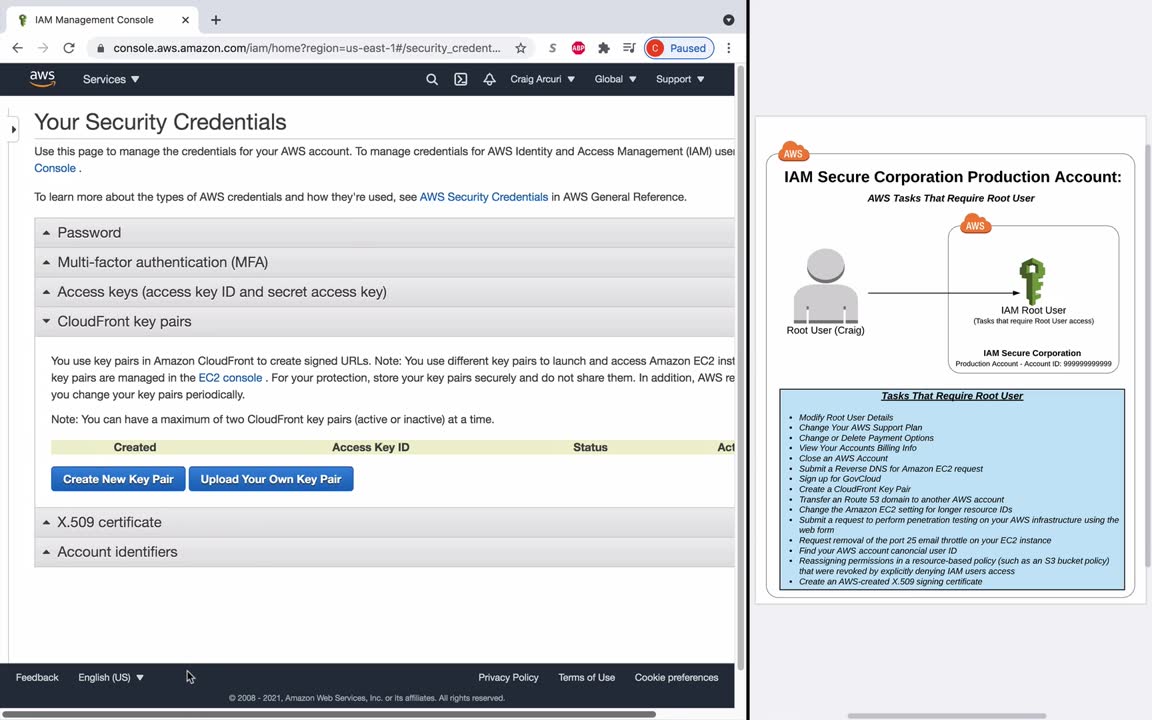 IAM Management Console
console.aws.amazon.com/iam/home?region=us-east-1#/security_credent...
S
ABP
C Paused
aws
Services
Craig Arcuri
Global
Support
Your Security Credentials
Use this page to manage the credentials for your AWS account. To manage credentials for AWS Identity and Access Management (IAM) use
Console .
To learn more about the types of AWS credentials and how they're used, see AWS Security Credentials in AWS General Reference.
Password
Multi-factor authentication (MFA)
Access keys (access key ID and secret access key)
CloudFront key pairs
You use key pairs in Amazon CloudFront to create signed URLs. Note: You use different key pairs to launch and access Amazon EC2 inst
key pairs are managed in the EC2 console . For your protection, store your key pairs securely and do not share them. In addition, AWS re
you change your key pairs periodically.
Note: You can have a maximum of two CloudFront key pairs (active or inactive) at a time.
Created Access Key ID Status Act
Create New Key Pair Upload Your Own Key Pair
X.509 certificate
Account identifiers
Feedback English (US) Privacy Policy Terms of Use Cookie preferences
© 2008 - 2021, Amazon Web Services, Inc. or its affiliates. All rights reserved.
AWS
IAM Secure Corporation Production Account:
AWS Tasks That Require Root User
AWS
Root User (Craig)
IAM Root User
(Tasks that require Root User access)
IAM Secure Corporation
Production Account - Account ID: 999999999999
Tasks That Require Root User
• Modify Root User Details
• Change Your AWS Support Plan
• Change or Delete Payment Options
• View Your Accounts Billing Info
• Close an AWS Account
• Submit a Reverse DNS for Amazon EC2 request
• Sign up for GovCloud
• Create a CloudFront Key Pair
• Transfer an Route 53 domain to another AWS account
• Change the Amazon EC2 setting for longer resource IDs
• Submit a request to perform penetration testing on your AWS infrastructure using the
web form
• Request removal of the port 25 email throttle on your EC2 instance
• Find your AWS account canoncial user ID
• Reassigning permissions in a resource-based policy (such as an S3 bucket policy)
that were revoked by explicitly denying IAM users access
• Create an AWS-created X.509 signing certificate